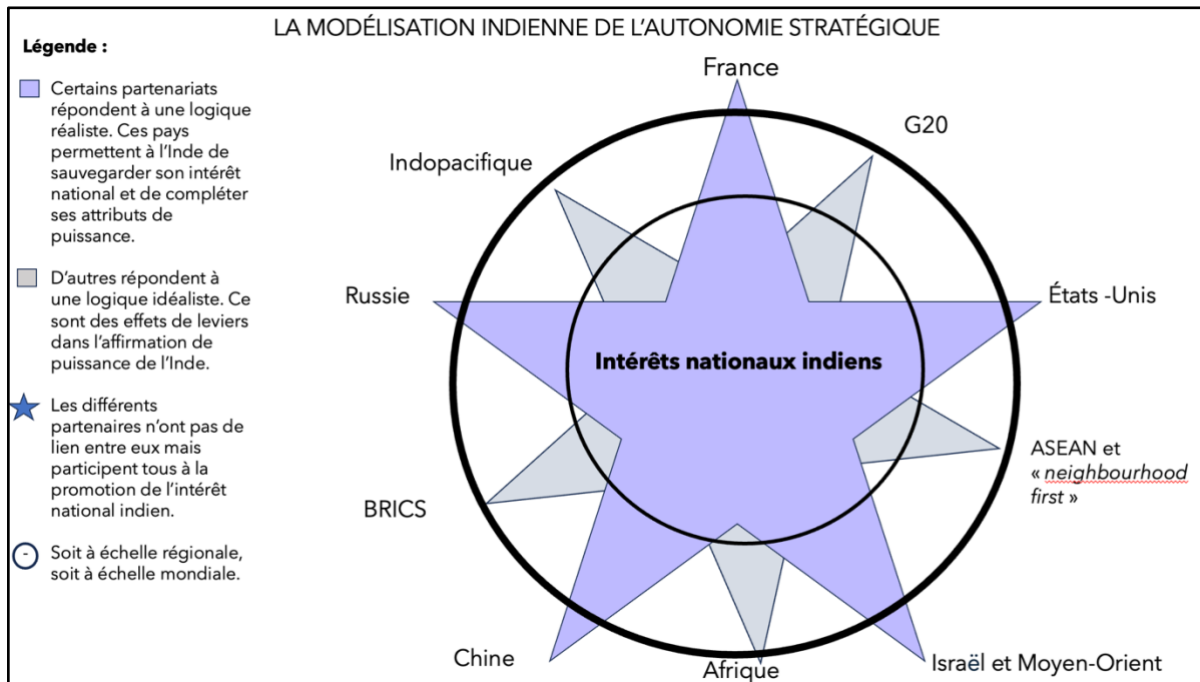 LA MODÉLISATION INDIENNE DE L'AUTONOMIE STRATÉGIQUE
Légende :
Certains partenariats
répondent à une logique
réaliste. Ces pays
permettent à l'Inde de
sauvegarder son intérêt
national et de compléter
ses attributs de
puissance.
D'autres répondent à
une logique idéaliste. Ce
sont des effets de leviers
dans l'affirmation de
puissance de l'Inde.
Les différents
partenaires n'ont pas de
lien entre eux mais
participent tous à la
promotion de l'intérêt
national indien.
Soit à échelle régionale,
soit à échelle mondiale.
France
G20
Indopacifique
Russie
États -Unis
Intérêts nationaux indiens
ASEAN et
« neighbourhood
first »
BRICS
Chine
Afrique
Israël et Moyen-Orient